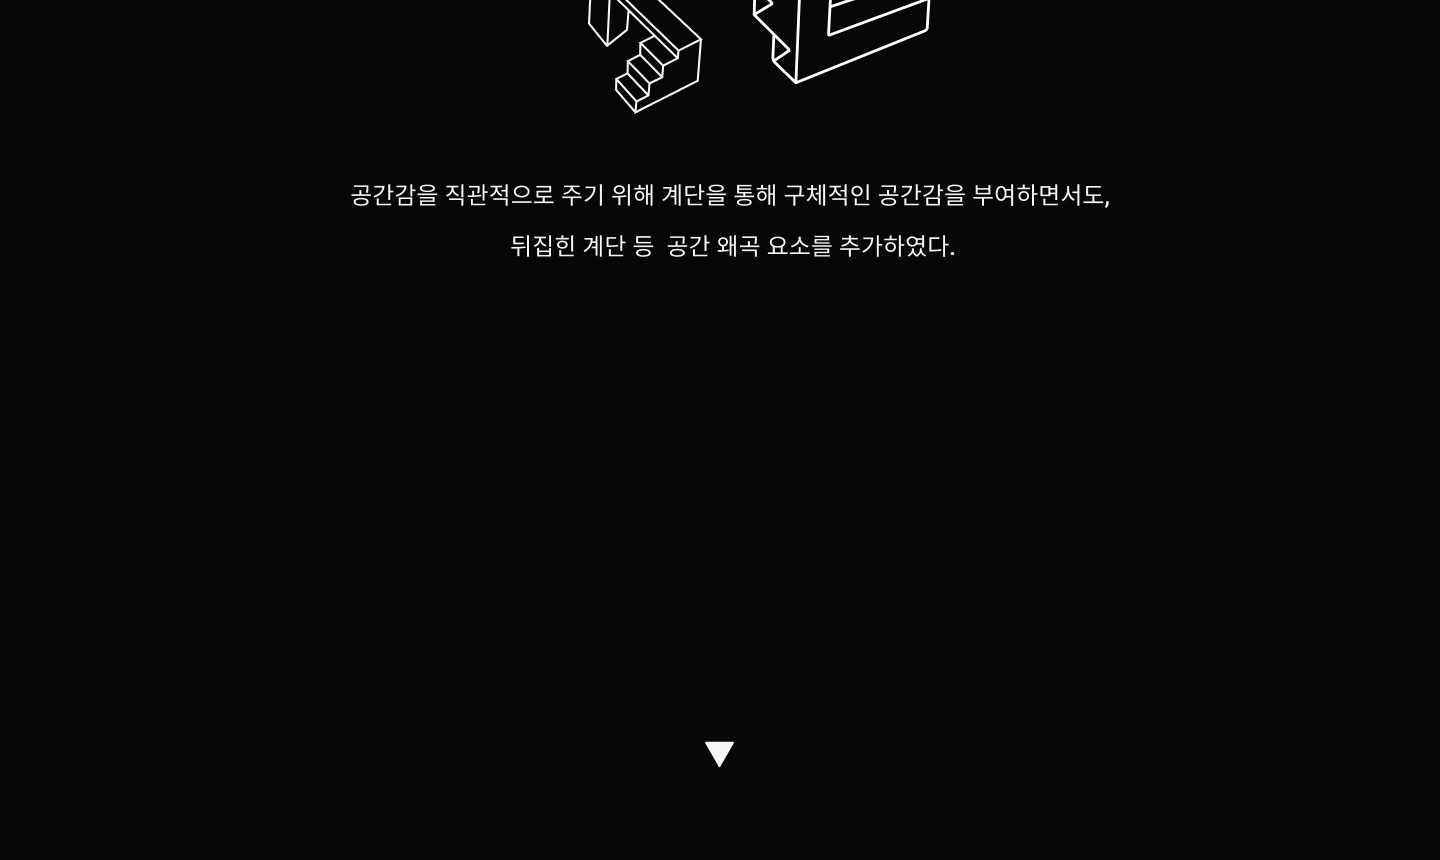 공간감을 직관적으로 주기 위해 계단을 통해 구체적인 공간감을 부여하면서도,
뒤집힌 계단 등  공간 왜곡 요소를 추가하였다.